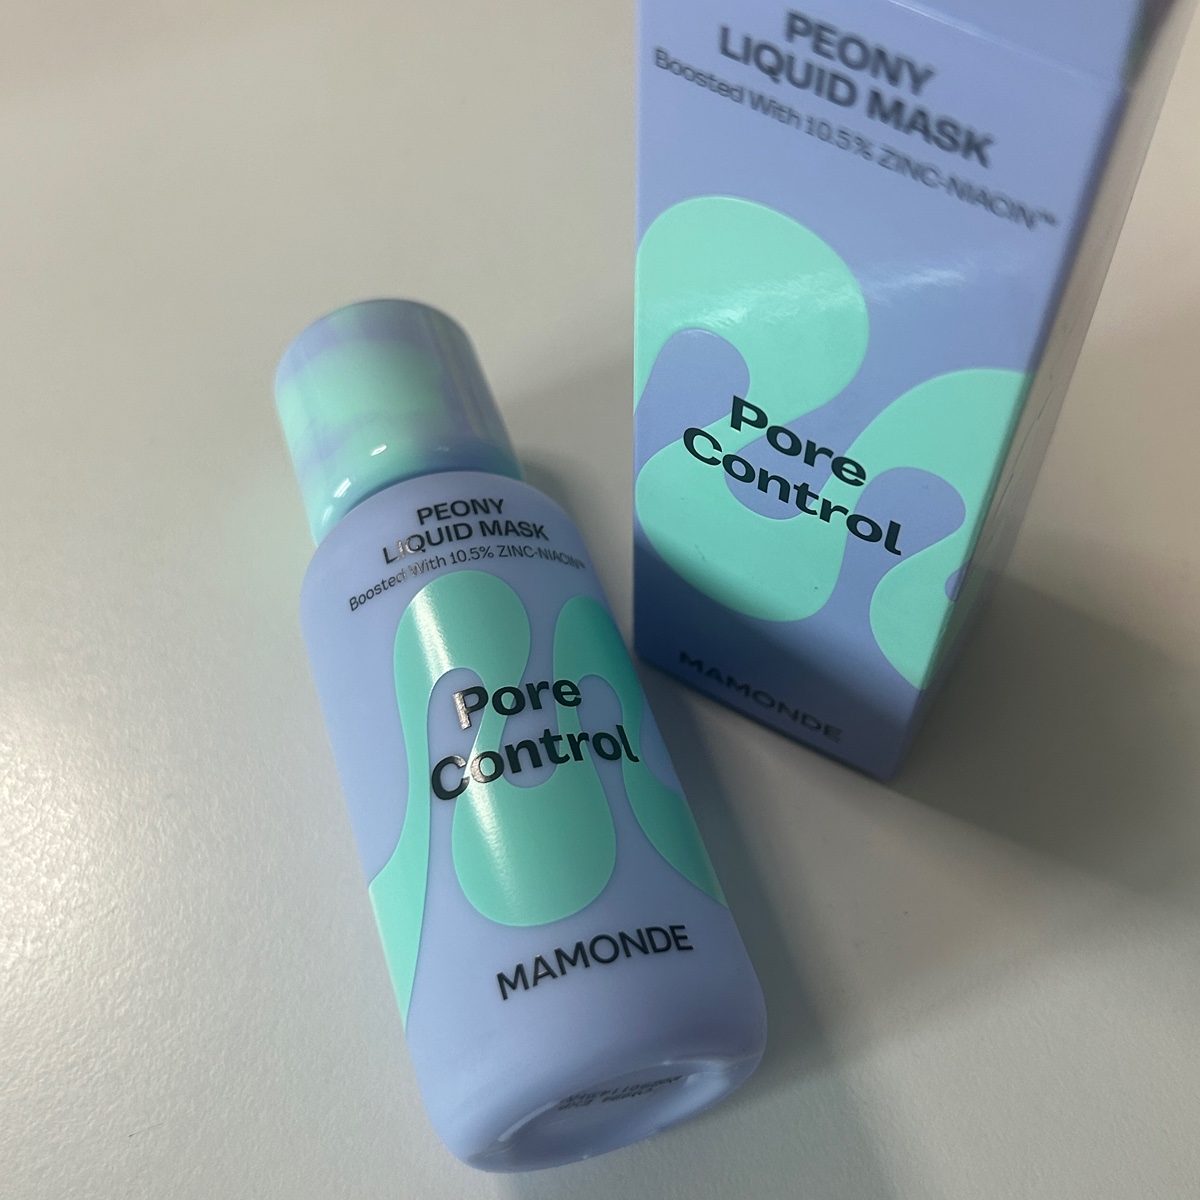 PEONY
LIQUID MASK
Boosted With 10.5% ZINC-NIACIN™
Pore
Control
MAMONDE
PEONY
LIQUID MASK
Boosted With 10.5% ZINC-NIACIN™
Pore
Control
MAMONDE